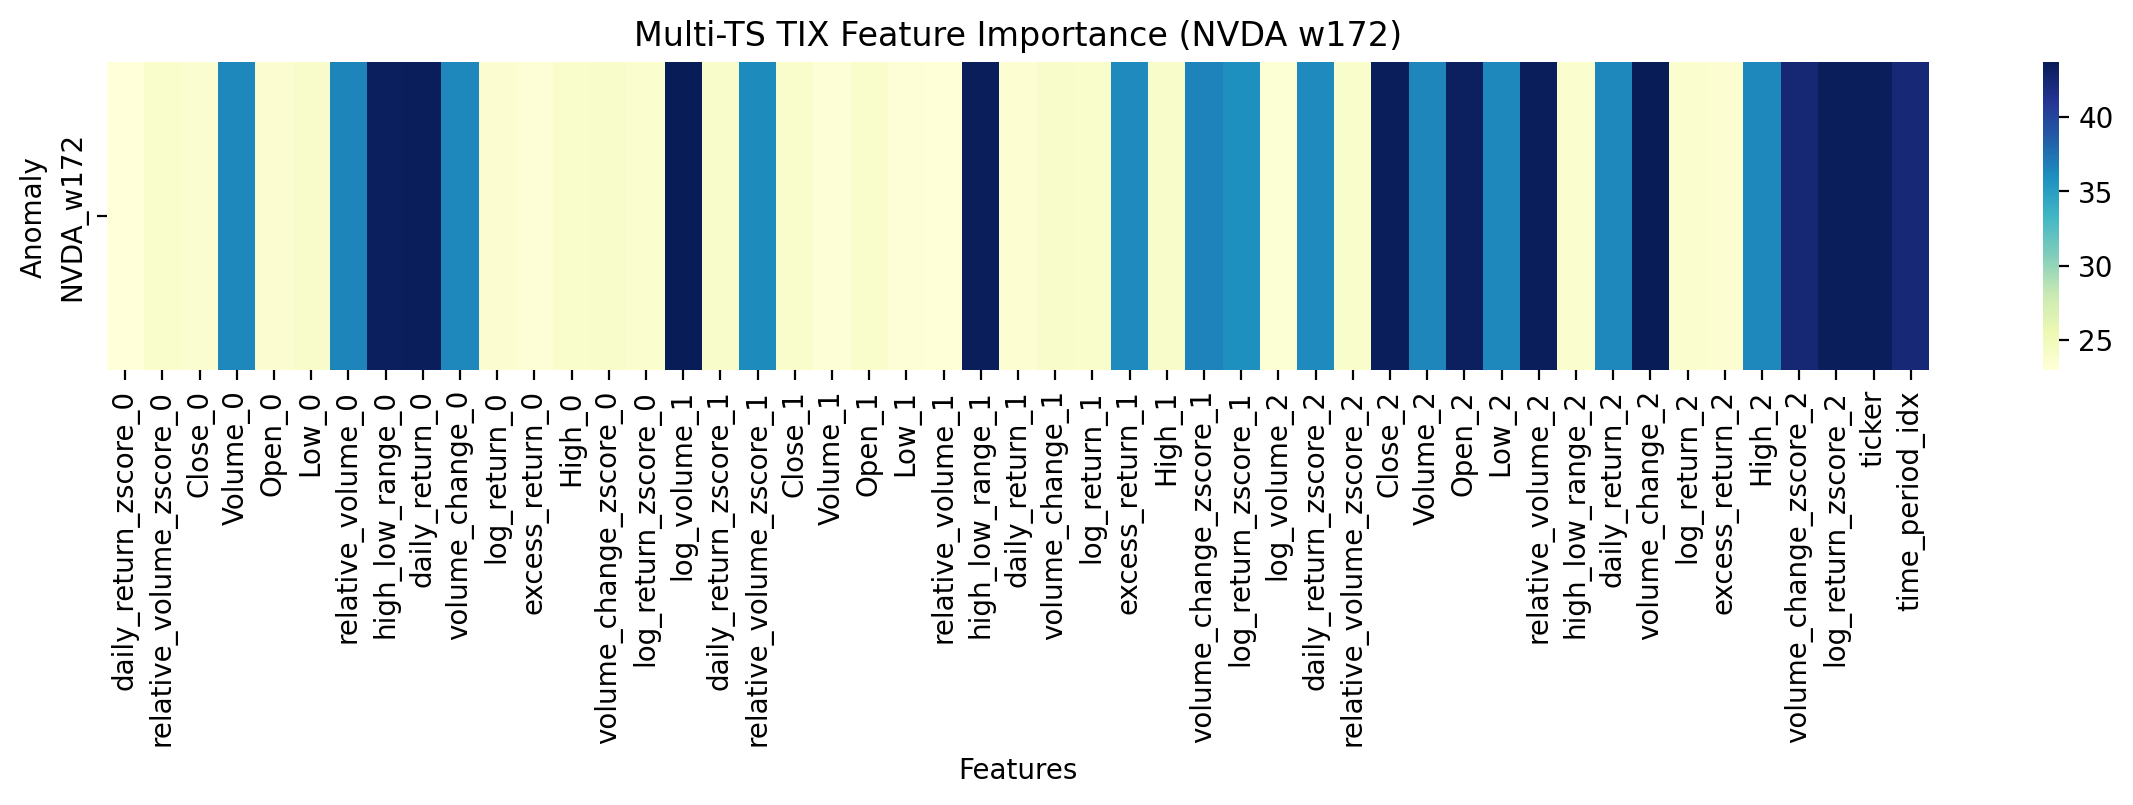 Multi-TS TIX Feature Importance (NVDA w172)
Anomaly
NVDA_w172
40
35
30
25
daily_return_zscore_0
relative_volume_zscore_0
Close_0
Volume_0
Open_0
Low_0
relative_volume_0
high_low_range_0
daily_return_0
volume_change_0
log_return_0
excess_return_0
High_0
volume_change_zscore_0
log_return_zscore_0
log_volume_1
daily_return_zscore_1
relative_volume_zscore_1
Close_1
Volume_1
Open_1
Low_1
relative_volume_1
high_low_range_1
daily_return_1
volume_change_1
log_return_1
excess_return_1
High_1
volume_change_zscore_1
log_return_zscore_1
log_volume_2
daily_return_zscore_2
relative_volume_zscore_2
Close_2
Volume_2
Open_2
Low_2
relative_volume_2
high_low_range_2
daily_return_2
volume_change_2
log_return_2
excess_return_2
High_2
volume_change_zscore_2
log_return_zscore_2
ticker
time_period_idx
Features